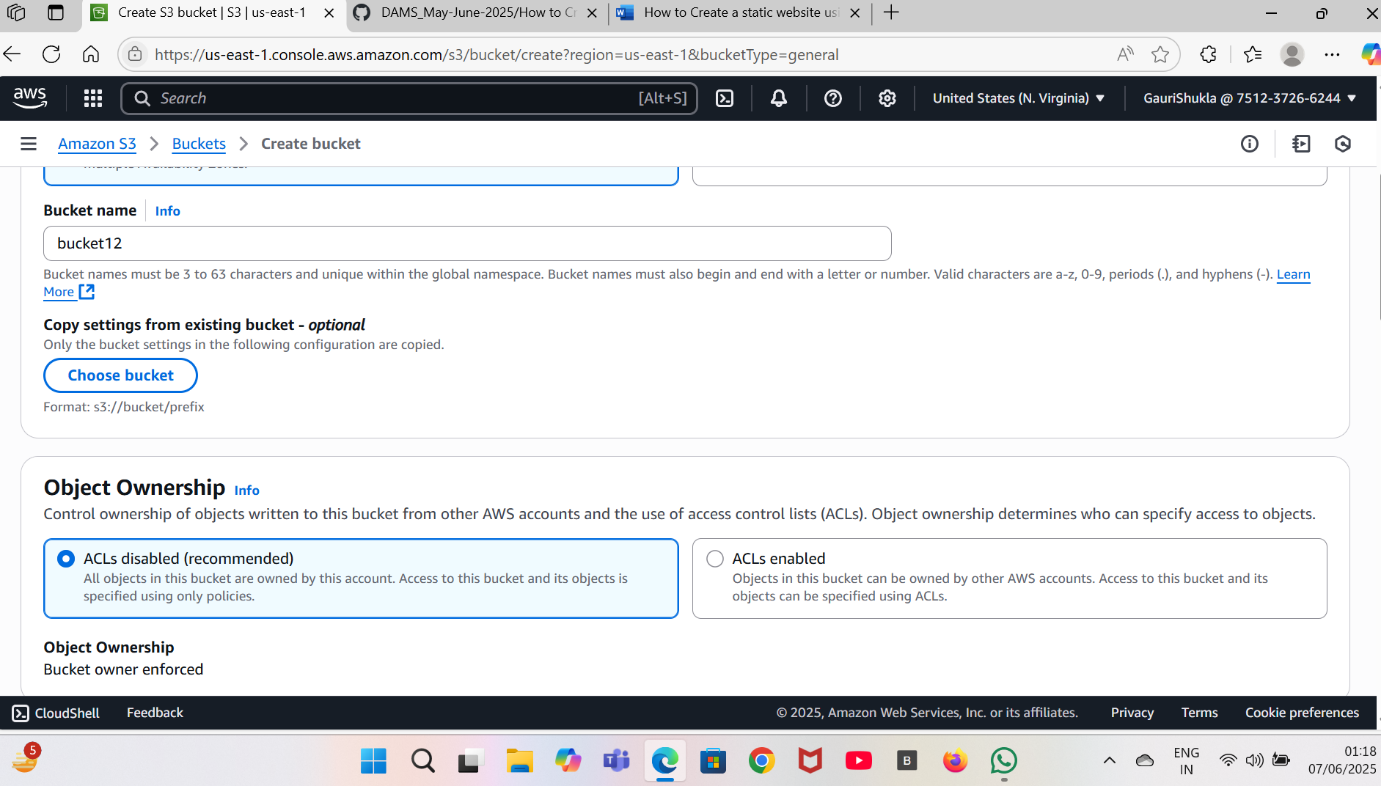 Create S3 bucket | S3 | us-east-1
DAMS_May-June-2025/How to C
How to Create a static website us
https://us-east-1.console.aws.amazon.com/s3/bucket/create?region=us-east-1&bucketType=general
aws
Search
[Alt+S]
United States (N. Virginia)
GauriShukla @ 7512-3726-6244
Amazon S3
Buckets
Create bucket
Bucket name
Info
bucket12
Bucket names must be 3 to 63 characters and unique within the global namespace. Bucket names must also begin and end with a letter or number. Valid characters are a-z, 0-9, periods (.), and hyphens (-). Learn
More
Copy settings from existing bucket - optional
Only the bucket settings in the following configuration are copied.
Choose bucket
Format: s3://bucket/prefix
Object Ownership Info
Control ownership of objects written to this bucket from other AWS accounts and the use of access control lists (ACLs). Object ownership determines who can specify access to objects.
ACLs disabled (recommended)
All objects in this bucket are owned by this account. Access to this bucket and its objects is
specified using only policies.
ACLs enabled
Objects in this bucket can be owned by other AWS accounts. Access to this bucket and its
objects can be specified using ACLs.
Object Ownership
Bucket owner enforced
CloudShell
Feedback
© 2025, Amazon Web Services, Inc. or its affiliates.
Privacy
Terms
Cookie preferences
5
B
ENG
IN
01:18
07/06/2025